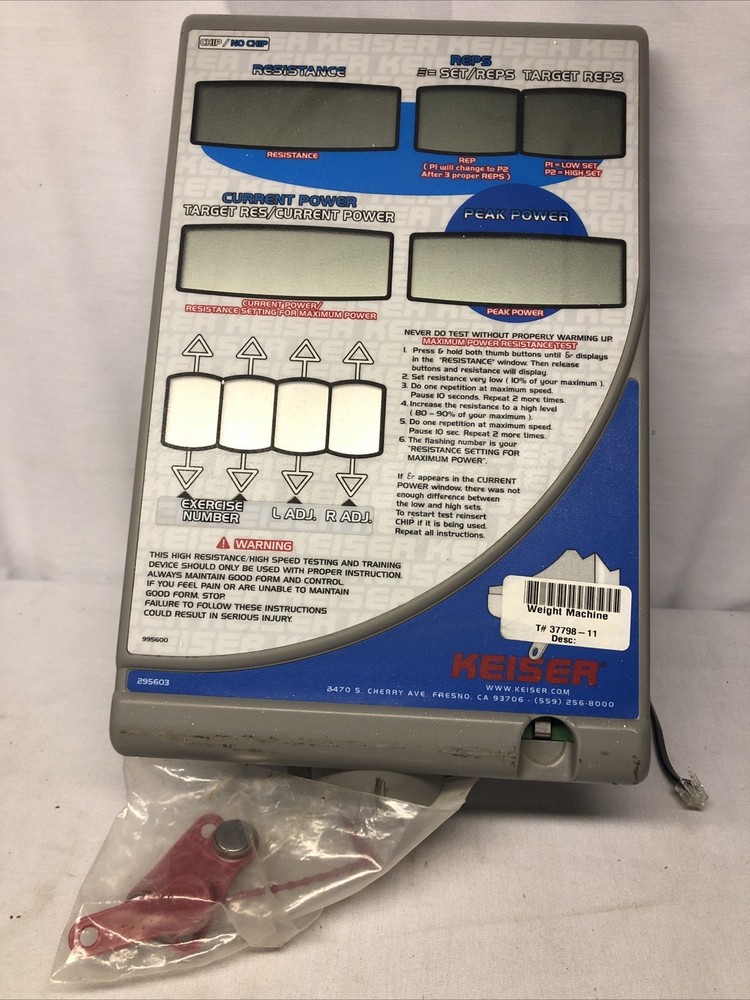 CHIP / NO CHIP
RESISTANCE
REPS
= SET/REPS TARGET REPS
RESISTANCE
REP
( P1 will change to P2
After 3 proper REPS )
P1 = LOW SET
P2 = HIGH SET
CURRENT POWER
TARGET RES/CURRENT POWER
PEAK POWER
CURRENT POWER/
RESISTANCE SETTING FOR MAXIMUM POWER
PEAK POWER
NEVER DO TEST WITHOUT PROPERLY WARMING UP.
MAXIMUM POWER RESISTANCE TEST
1. Press & hold both thumb buttons until Er displays
in the "RESISTANCE" window. Then release
buttons and resistance will display.
2. Set resistance very low ( 10% of your maximum ).
3. Do one repetition at maximum speed.
Pause 10 seconds. Repeat 2 more times.
4. Increase the resistance to a high level
( 80 - 90% of your maximum ).
5. Do one repetition at maximum speed.
Pause 10 sec. Repeat 2 more times.
6. The flashing number is your
"RESISTANCE SETTING FOR
MAXIMUM POWER".
If Er appears in the CURRENT
POWER window, there was not
enough difference between
the low and high sets.
To restart test reinsert
CHIP if it is being used.
Repeat all instructions.
EXERCISE
NUMBER
L ADJ. R ADJ.
WARNING
THIS HIGH RESISTANCE/HIGH SPEED TESTING AND TRAINING
DEVICE SHOULD ONLY BE USED WITH PROPER INSTRUCTION.
ALWAYS MAINTAIN GOOD FORM AND CONTROL.
IF YOU FEEL PAIN OR ARE UNABLE TO MAINTAIN
GOOD FORM, STOP.
FAILURE TO FOLLOW THESE INSTRUCTIONS
COULD RESULT IN SERIOUS INJURY.
995600
Weight Machine
T# 37798-11
Desc:
KEISER
WWW.KEISER.COM
295603
2470 S. CHERRY AVE. FRESNO, CA 93706 - (559) 256-8000